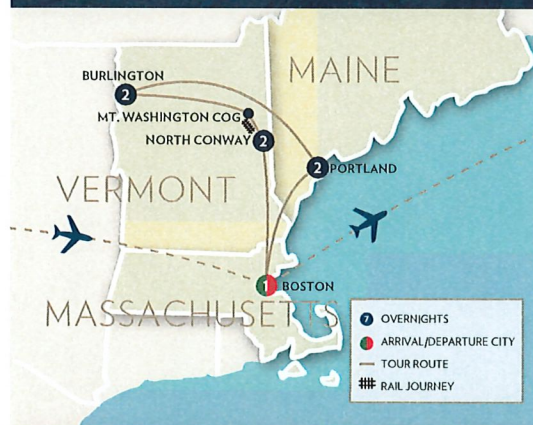 MAINE
BURLINGTON
2
MT. WASHINGTON COG
NORTH CONWAY 2
2 PORTLAND
VERMONT
1 BOSTON
MASSACHUSETTS
7 OVERNIGHTS
ARRIVAL/DEPARTURE CITY
TOUR ROUTE
RAIL JOURNEY